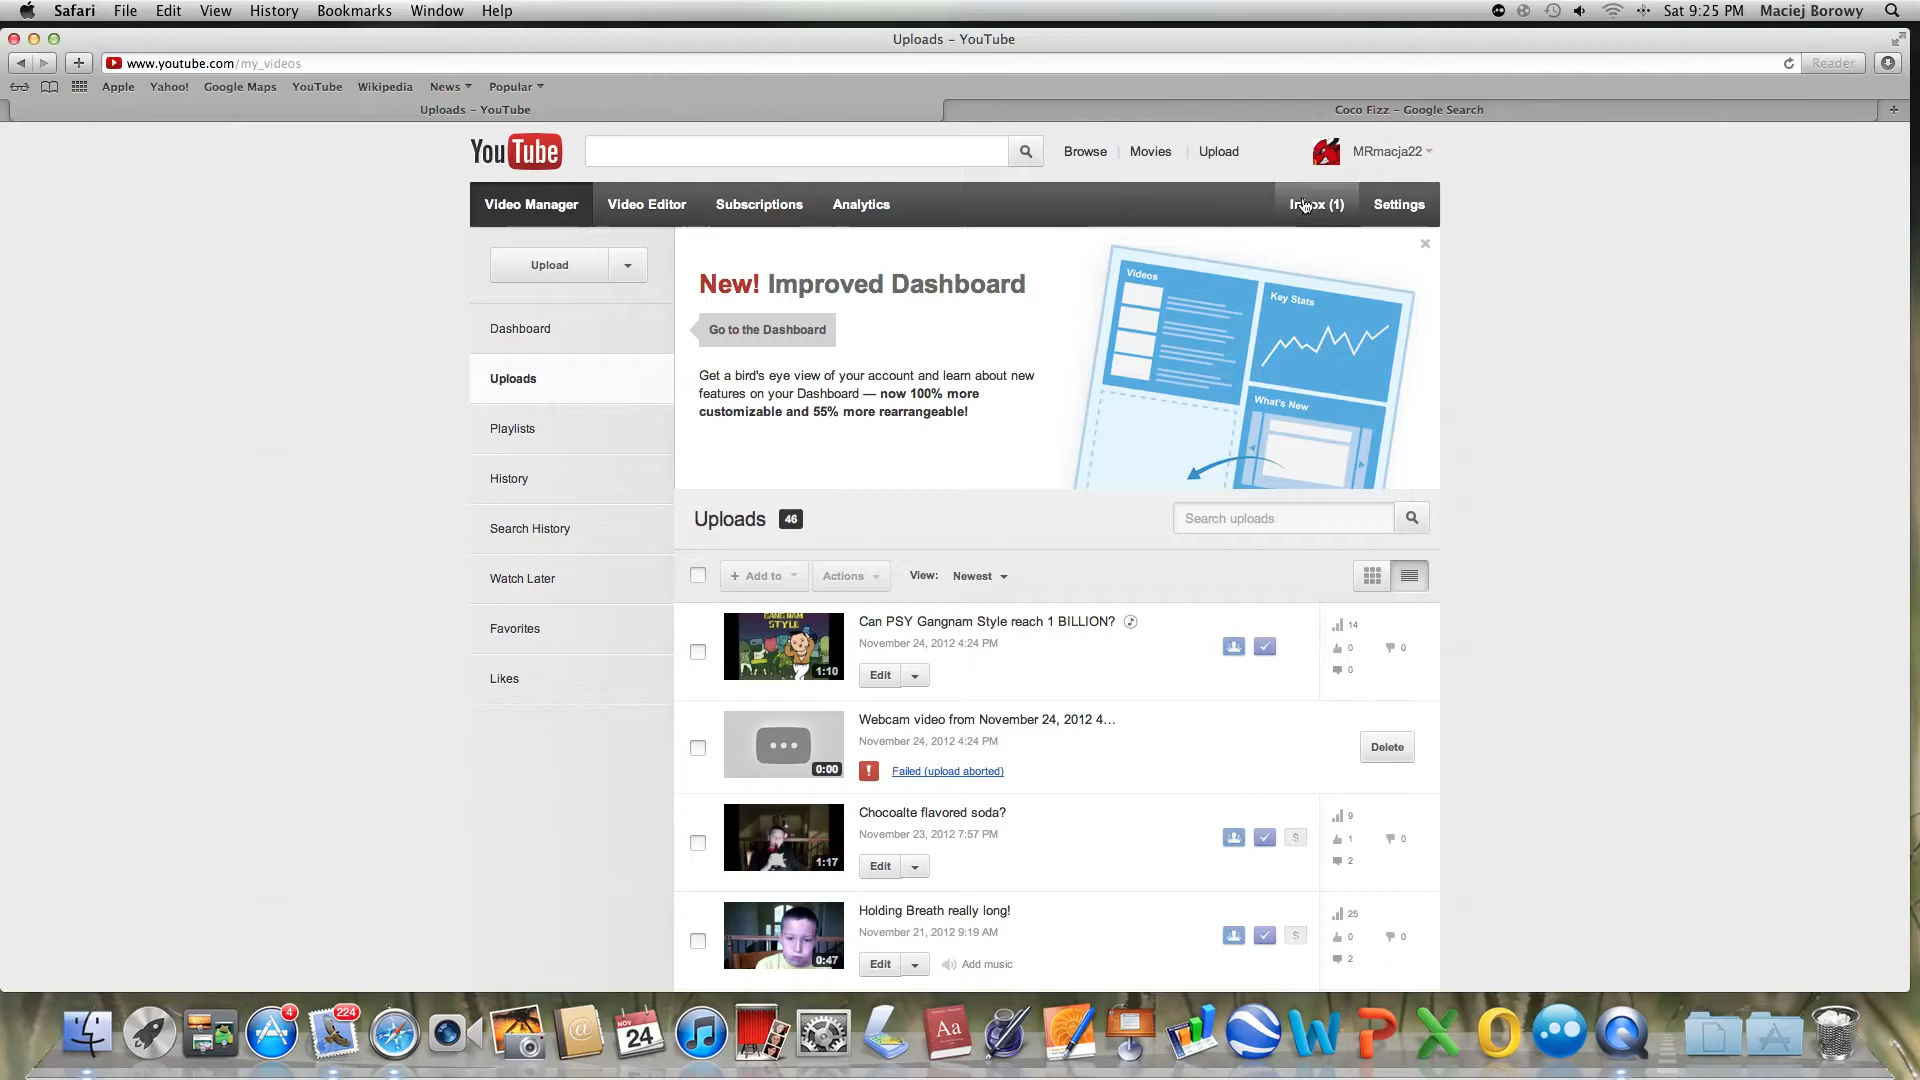 Safari File Edit View History Bookmarks Window Help Sat 9:25 PM Maciej Borowy
Uploads – YouTube
www.youtube.com/my_videos Reader
Apple Yahoo! Google Maps YouTube Wikipedia News Popular
Uploads – YouTube Coco Fizz – Google Search
YouTube Browse Movies Upload MRmacja22
Video Manager Video Editor Subscriptions Analytics Inbox (1) Settings
Upload
Dashboard
Uploads
Playlists
History
Search History
Watch Later
Favorites
Likes
New! Improved Dashboard
Go to the Dashboard
Get a bird's eye view of your account and learn about new
features on your Dashboard — now 100% more
customizable and 55% more rearrangeable!
Videos
Key Stats
What's New
Uploads 46 Search uploads
+ Add to Actions View: Newest
GANGNAM
STYLE
1:10
Can PSY Gangnam Style reach 1 BILLION?
November 24, 2012 4:24 PM
Edit
14
0 0
0
0:00
Webcam video from November 24, 2012 4...
November 24, 2012 4:24 PM
! Failed (upload aborted)
Delete
1:17
Chocoalte flavored soda?
November 23, 2012 7:57 PM
Edit
$
9
1 0
2
0:47
Holding Breath really long!
November 21, 2012 9:19 AM
Edit Add music
$
25
0 0
2
4 224 NOV 24 Aa W P X O